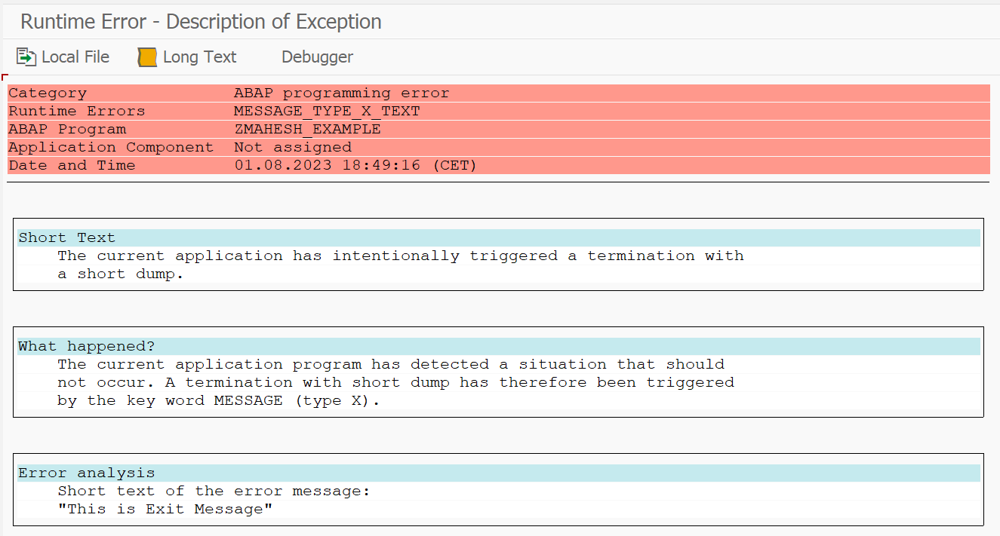 Runtime Error - Description of Exception
Local File Long Text Debugger
Category ABAP programming error
Runtime Errors MESSAGE_TYPE_X_TEXT
ABAP Program ZMAHESH_EXAMPLE
Application Component Not assigned
Date and Time 01.08.2023 18:49:16 (CET)
Short Text
The current application has intentionally triggered a termination with
a short dump.
What happened?
The current application program has detected a situation that should
not occur. A termination with short dump has therefore been triggered
by the key word MESSAGE (type X).
Error analysis
Short text of the error message:
"This is Exit Message"